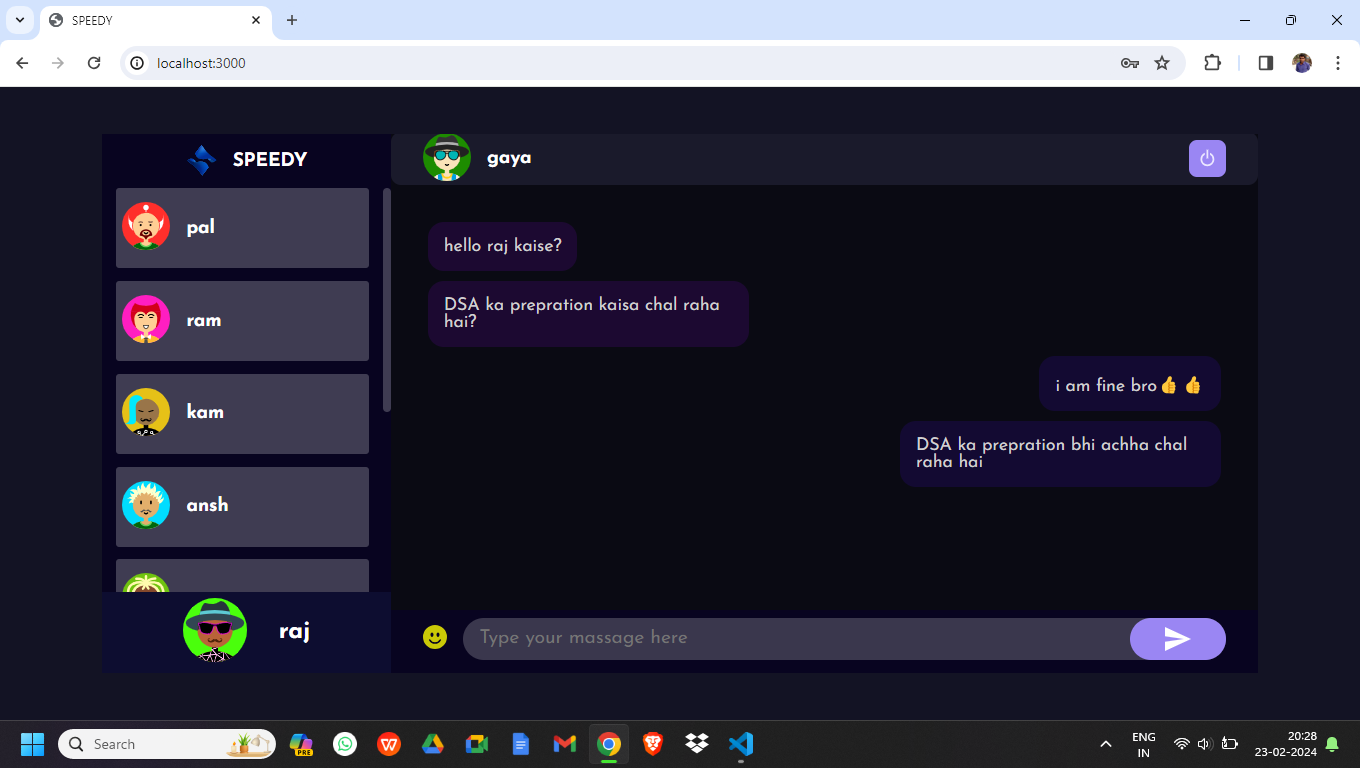 SPEEDY
localhost:3000
SPEEDY
pal
ram
kam
ansh
raj
gaya
hello raj kaise?
DSA ka prepration kaisa chal raha
hai?
i am fine bro👍 👍
DSA ka prepration bhi achha chal
raha hai
Type your massage here
Search
PRE
ENG
IN
20:28
23-02-2024